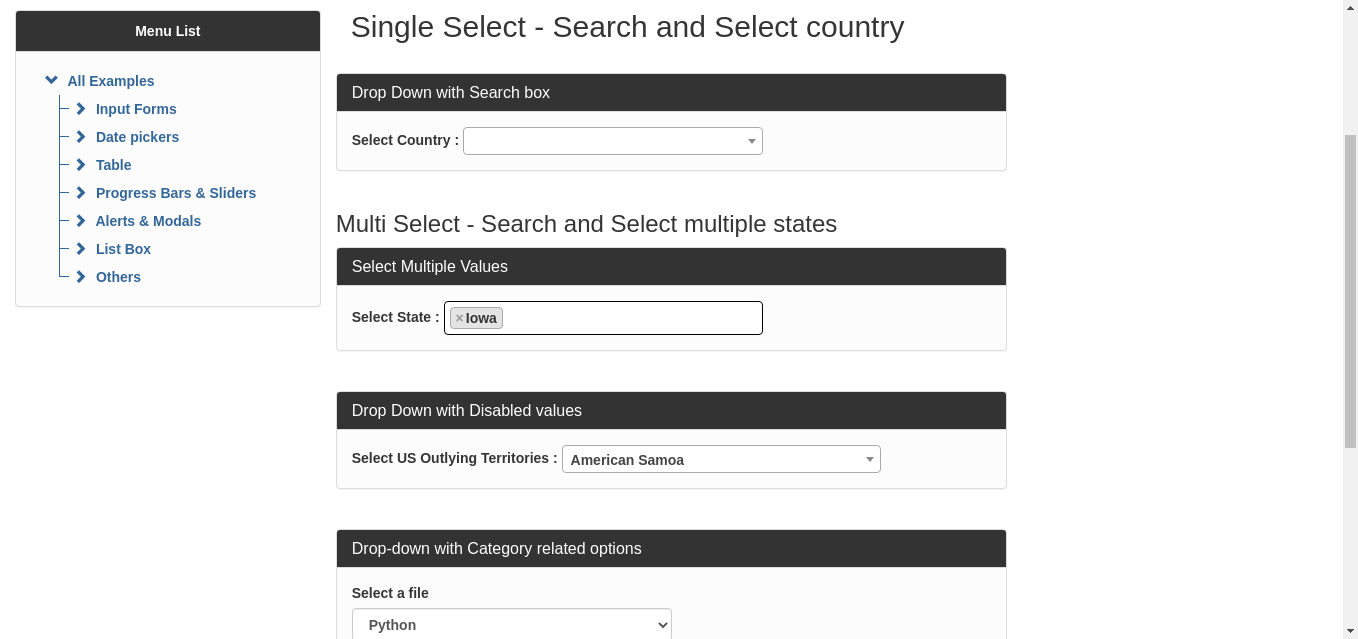 Menu List
All Examples
Input Forms
Date pickers
Table
Progress Bars & Sliders
Alerts & Modals
List Box
Others
Single Select - Search and Select country
Drop Down with Search box
Select Country :
Multi Select - Search and Select multiple states
Select Multiple Values
Select State : ×Iowa
Drop Down with Disabled values
Select US Outlying Territories : American Samoa
Drop-down with Category related options
Select a file
Python